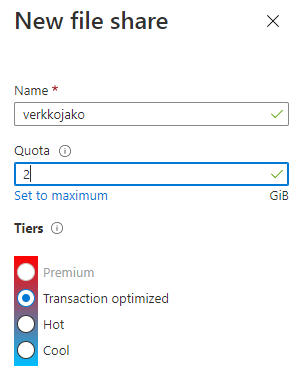 New file share
Name *
verkkojako
Quota
2
Set to maximum
GiB
Tiers
Premium
Transaction optimized
Hot
Cool